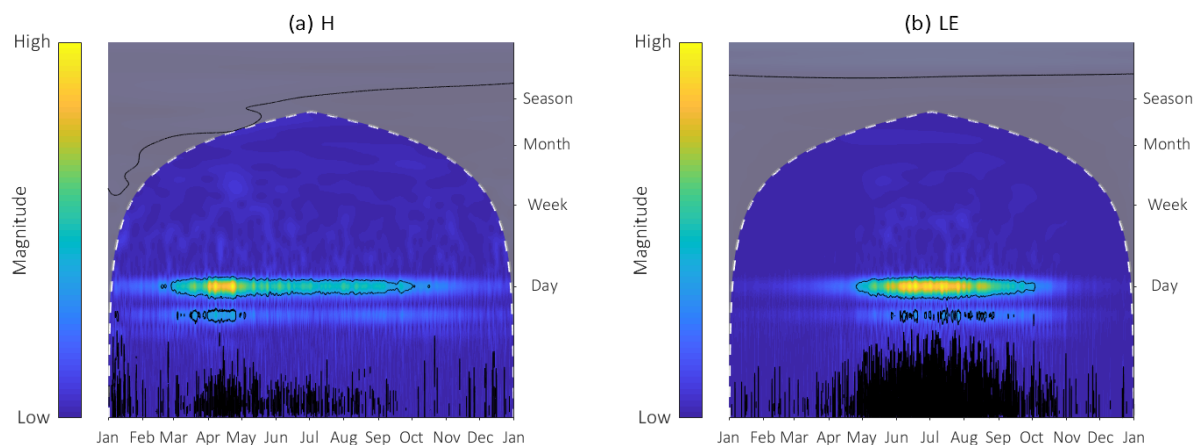 (a) H
High
Magnitude
Low
Season
Month
Week
Day
Jan Feb Mar Apr May Jun Jul Aug Sep Oct Nov Dec Jan
(b) LE
High
Magnitude
Low
Season
Month
Week
Day
Jan Feb Mar Apr May Jun Jul Aug Sep Oct Nov Dec Jan